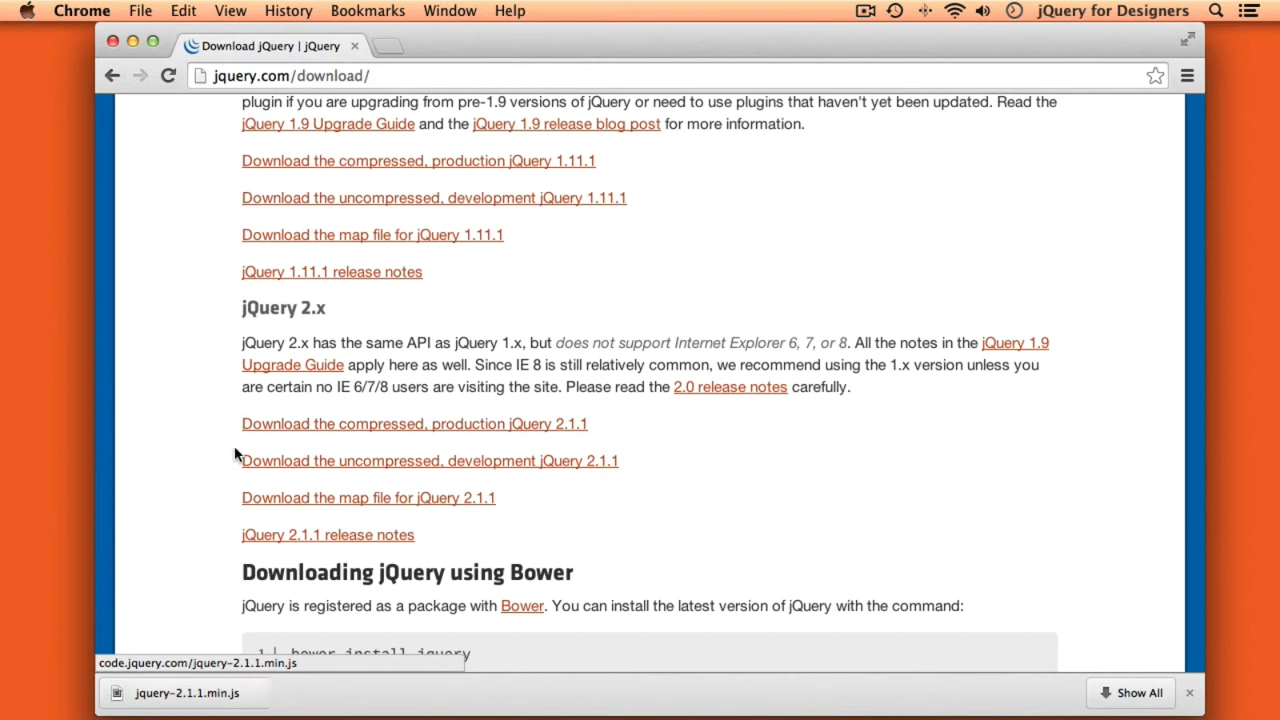 Chrome File Edit View History Bookmarks Window Help jQuery for Designers
Download jQuery | jQuery
jquery.com/download/
plugin if you are upgrading from pre-1.9 versions of jQuery or need to use plugins that haven't yet been updated. Read the
jQuery 1.9 Upgrade Guide and the jQuery 1.9 release blog post for more information.
Download the compressed, production jQuery 1.11.1
Download the uncompressed, development jQuery 1.11.1
Download the map file for jQuery 1.11.1
jQuery 1.11.1 release notes
jQuery 2.x
jQuery 2.x has the same API as jQuery 1.x, but does not support Internet Explorer 6, 7, or 8. All the notes in the jQuery 1.9
Upgrade Guide apply here as well. Since IE 8 is still relatively common, we recommend using the 1.x version unless you
are certain no IE 6/7/8 users are visiting the site. Please read the 2.0 release notes carefully.
Download the compressed, production jQuery 2.1.1
Download the uncompressed, development jQuery 2.1.1
Download the map file for jQuery 2.1.1
jQuery 2.1.1 release notes
Downloading jQuery using Bower
jQuery is registered as a package with Bower. You can install the latest version of jQuery with the command:
1 bower install jquery
code.jquery.com/jquery-2.1.1.min.js
jquery-2.1.1.min.js Show All